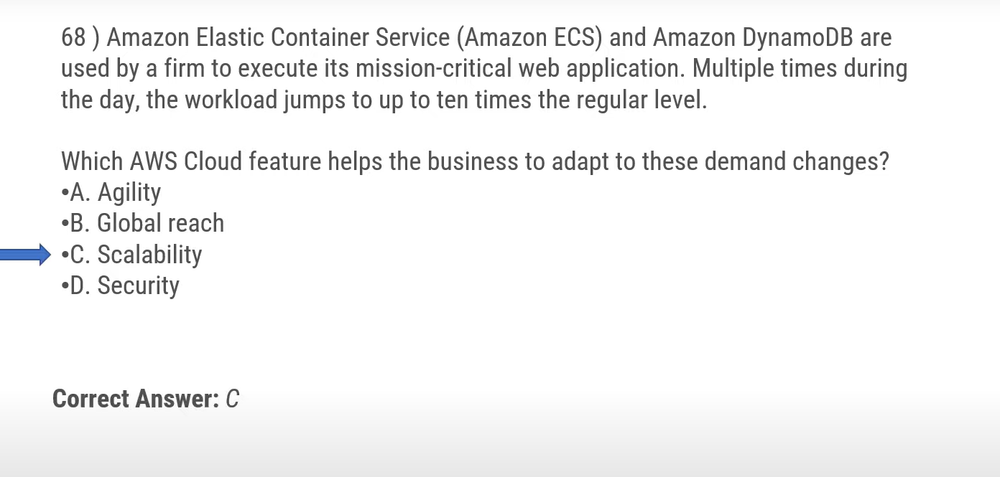 68 ) Amazon Elastic Container Service (Amazon ECS) and Amazon DynamoDB are
used by a firm to execute its mission-critical web application. Multiple times during
the day, the workload jumps to up to ten times the regular level.
Which AWS Cloud feature helps the business to adapt to these demand changes?
•A. Agility
•B. Global reach
•C. Scalability
•D. Security
Correct Answer: C